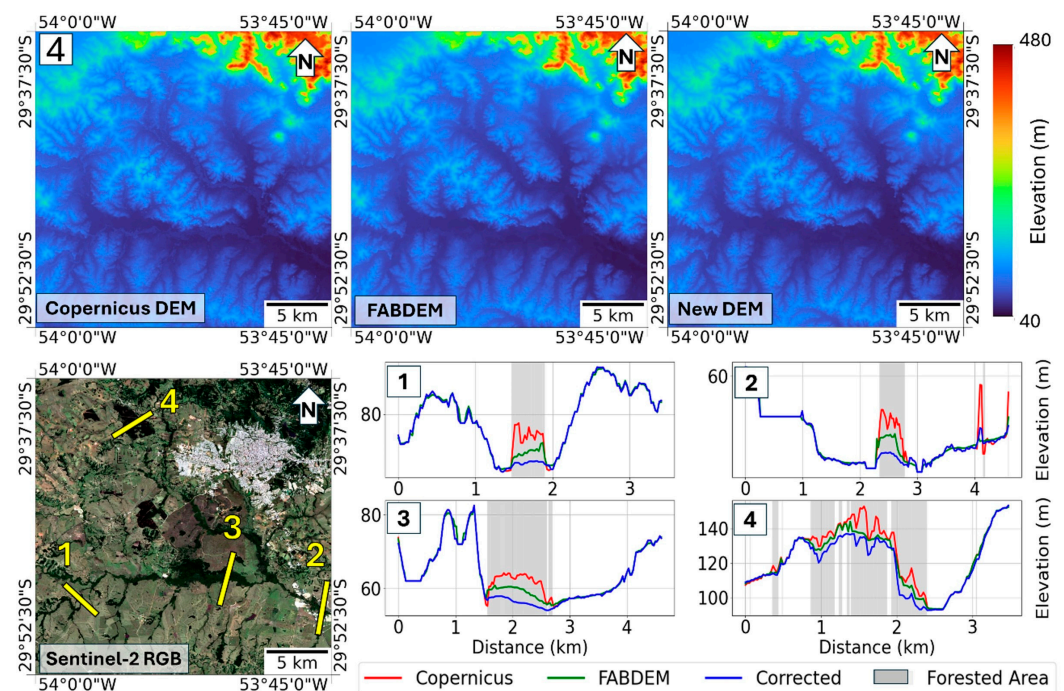 54°0'0"W 53°45'0"W 54°0'0"W 53°45'0"W 54°0'0"W 53°45'0"W
4
N
N
N
29°37'30"S
29°37'30"S
29°37'30"S
29°37'30"S
29°52'30"S
29°52'30"S
29°52'30"S
29°52'30"S
480
Elevation (m)
40
Copernicus DEM
5 km
FABDEM
5 km
New DEM
5 km
54°0'0"W 53°45'0"W 54°0'0"W 53°45'0"W 54°0'0"W 53°45'0"W
54°0'0"W 53°45'0"W
N
29°37'30"S
29°37'30"S
29°52'30"S
29°52'30"S
4
3
1
2
Sentinel-2 RGB
5 km
54°0'0"W 53°45'0"W
1
80
0 1 2 3
2
60
0 1 2 3 4
Elevation (m)
3
80
60
0 1 2 3 4
Distance (km)
4
140
120
100
0 1 2 3
Distance (km)
Elevation (m)
Copernicus FABDEM Corrected Forested Area